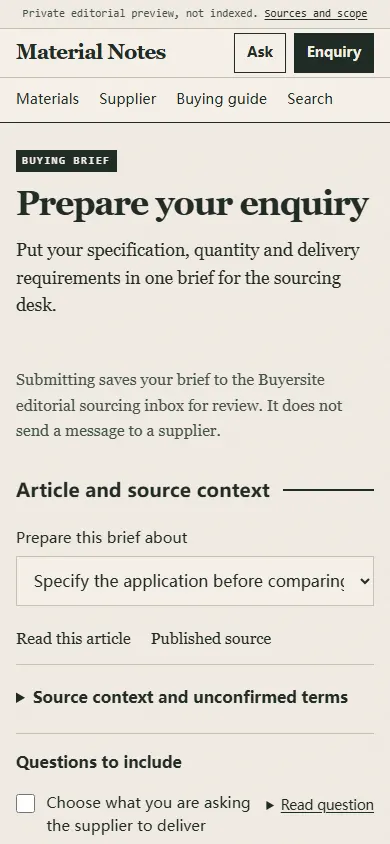 Private editorial preview, not indexed. Sources and scope
Material Notes
Ask
Enquiry
Materials Supplier Buying guide Search
BUYING BRIEF
Prepare your enquiry
Put your specification, quantity and delivery
requirements in one brief for the sourcing
desk.
Submitting saves your brief to the Buyersite
editorial sourcing inbox for review. It does not
send a message to a supplier.
Article and source context
Prepare this brief about
Specify the application before comparing
Read this article Published source
Source context and unconfirmed terms
Questions to include
Choose what you are asking
the supplier to deliver
Read question